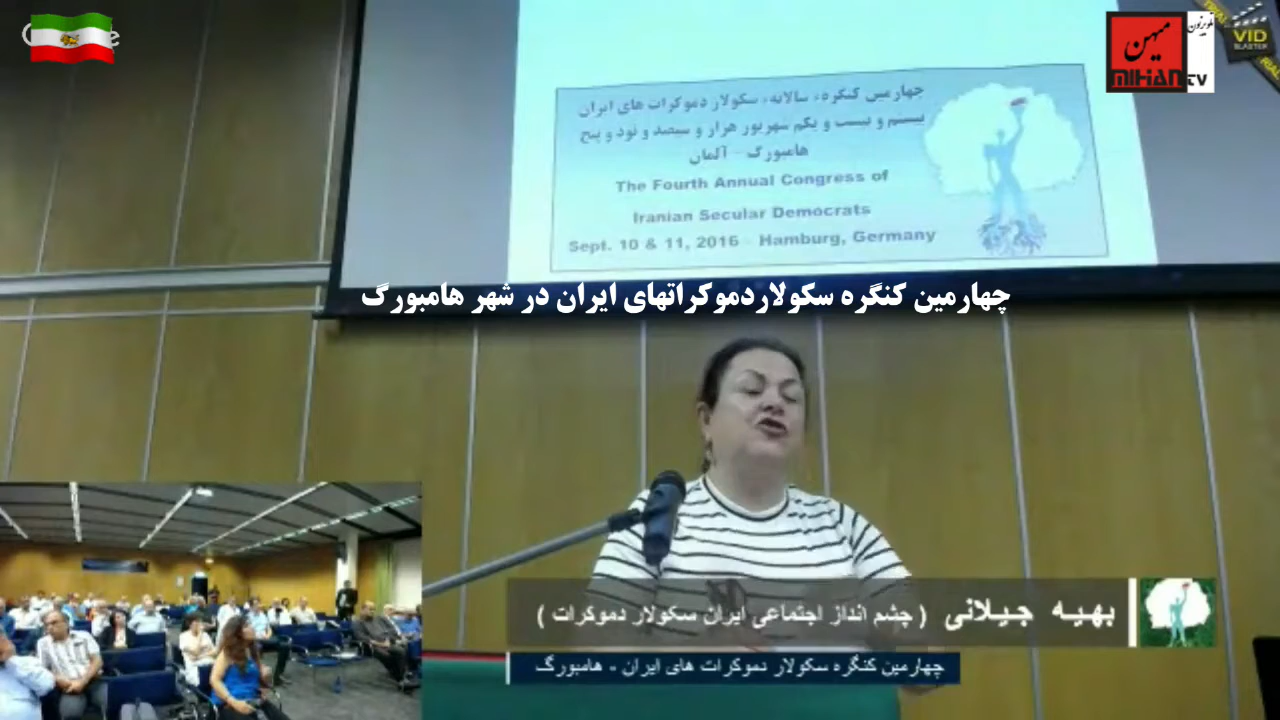 میهن
تلویزیون
MIHAN TV
VID
BLASTER
چهارمین کنگره‌ء سالانه‌ء سکولار دموکرات های ایران
بیستم و بیست و یکم شهریور هزار و سیصد و نود و پنج
هامبورگ - آلمان
The Fourth Annual Congress of
Iranian Secular Democrats
Sept. 10 & 11, 2016 - Hamburg, Germany
چهارمین کنگره سکولاردموکراتهای ایران در شهر هامبورگ
بهیه جیلانی ( چشم انداز اجتماعی ایران سکولار دموکرات )
چهارمین کنگره سکولار دموکرات های ایران - هامبورگ